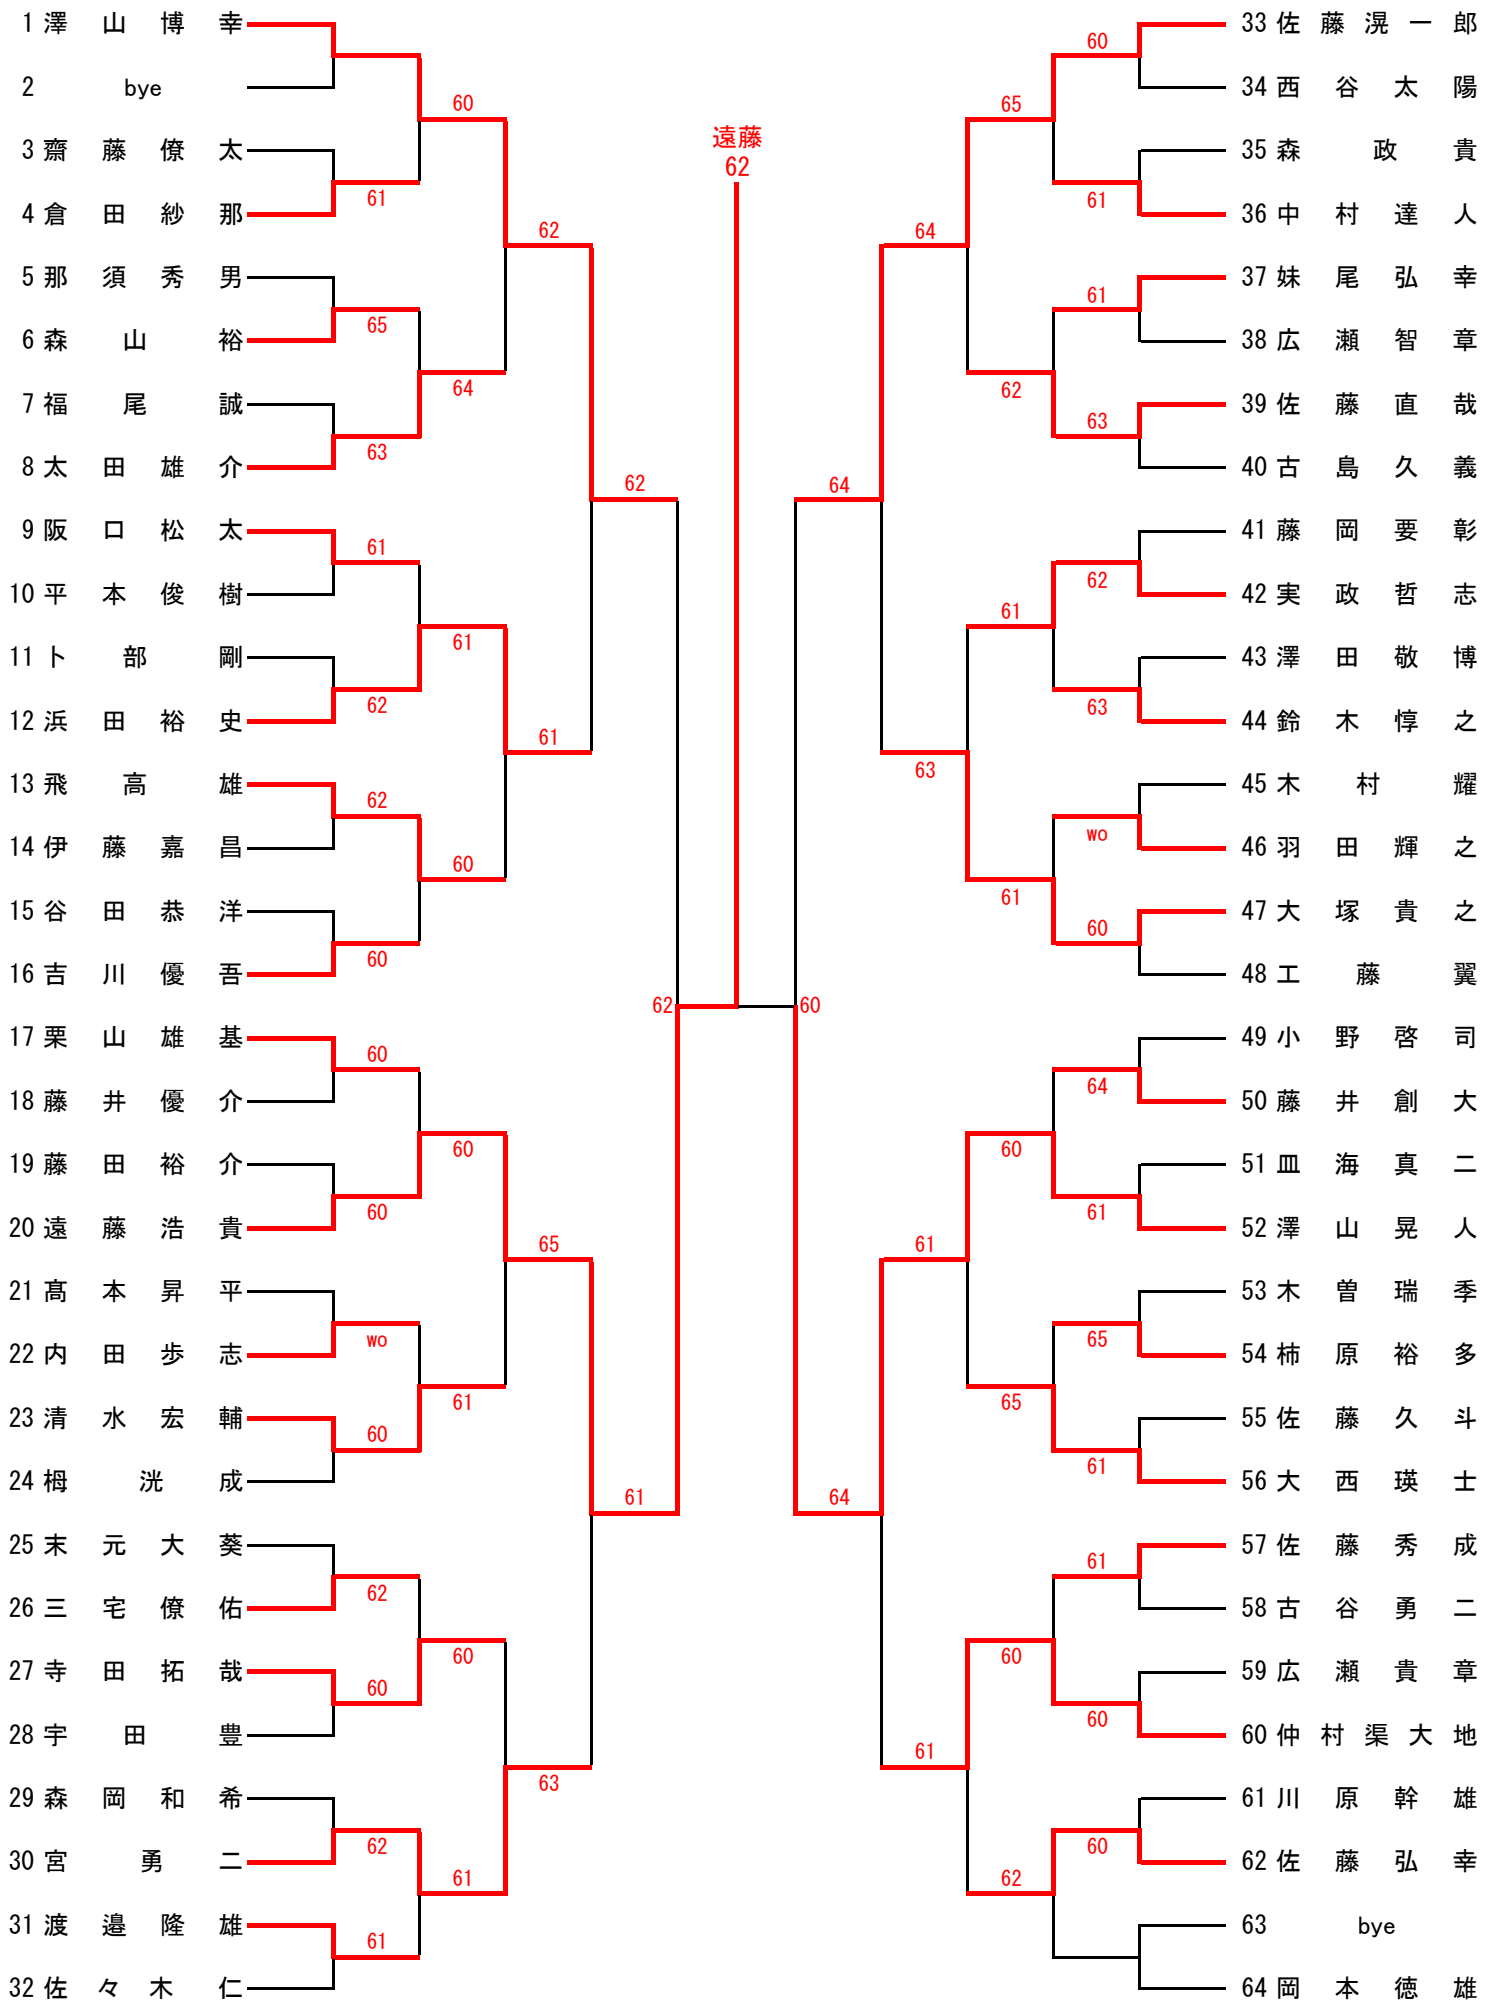 1 澤山博幸
2 bye
60
3 齋藤僚太
61
4 倉田紗那
62
5 那須秀男
65
6 森山裕
64
7 福尾誠
63
8 太田雄介
62
9 阪口松太
61
10 平本俊樹
61
11 卜部剛
62
12 浜田裕史
61
13 飛高雄
62
14 伊藤嘉昌
60
15 谷田恭洋
60
16 吉川優吾
62
17 栗山雄基
60
18 藤井優介
60
19 藤田裕介
60
20 遠藤浩貴
65
21 髙本昇平
wo
22 内田歩志
61
23 清水宏輔
60
24 栂洸成
61
25 末元大葵
62
26 三宅僚佑
60
27 寺田拓哉
60
28 宇田豊
63
29 森岡和希
62
30 宮勇二
61
31 渡邉隆雄
61
32 佐々木仁
遠藤
62
33 佐藤滉一郎
60
34 西谷太陽
65
35 森政貴
61
36 中村達人
64
37 妹尾弘幸
61
38 広瀬智章
62
39 佐藤直哉
63
40 古島久義
64
41 藤岡要彰
62
42 実政哲志
61
43 澤田敬博
63
44 鈴木惇之
63
45 木村耀
wo
46 羽田輝之
61
47 大塚貴之
60
48 工藤翼
60
49 小野啓司
64
50 藤井創大
60
51 皿海真二
61
52 澤山晃人
61
53 木曽瑞季
65
54 柿原裕多
65
55 佐藤久斗
61
56 大西瑛士
64
57 佐藤秀成
61
58 古谷勇二
60
59 広瀬貴章
60
60 仲村渠大地
61
61 川原幹雄
60
62 佐藤弘幸
62
63 bye
64 岡本徳雄